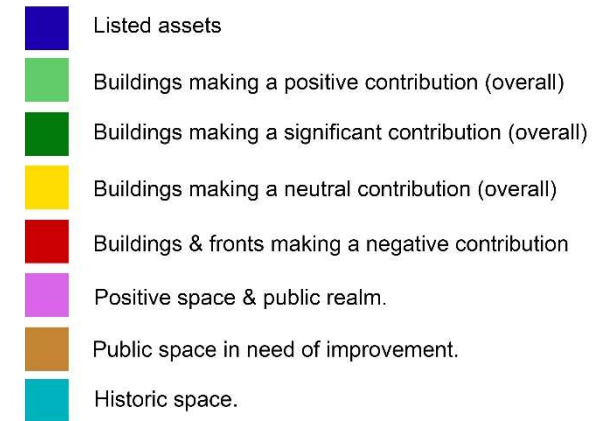 Listed assets
Buildings making a positive contribution (overall)
Buildings making a significant contribution (overall)
Buildings making a neutral contribution (overall)
Buildings & fronts making a negative contribution
Positive space & public realm.
Public space in need of improvement.
Historic space.